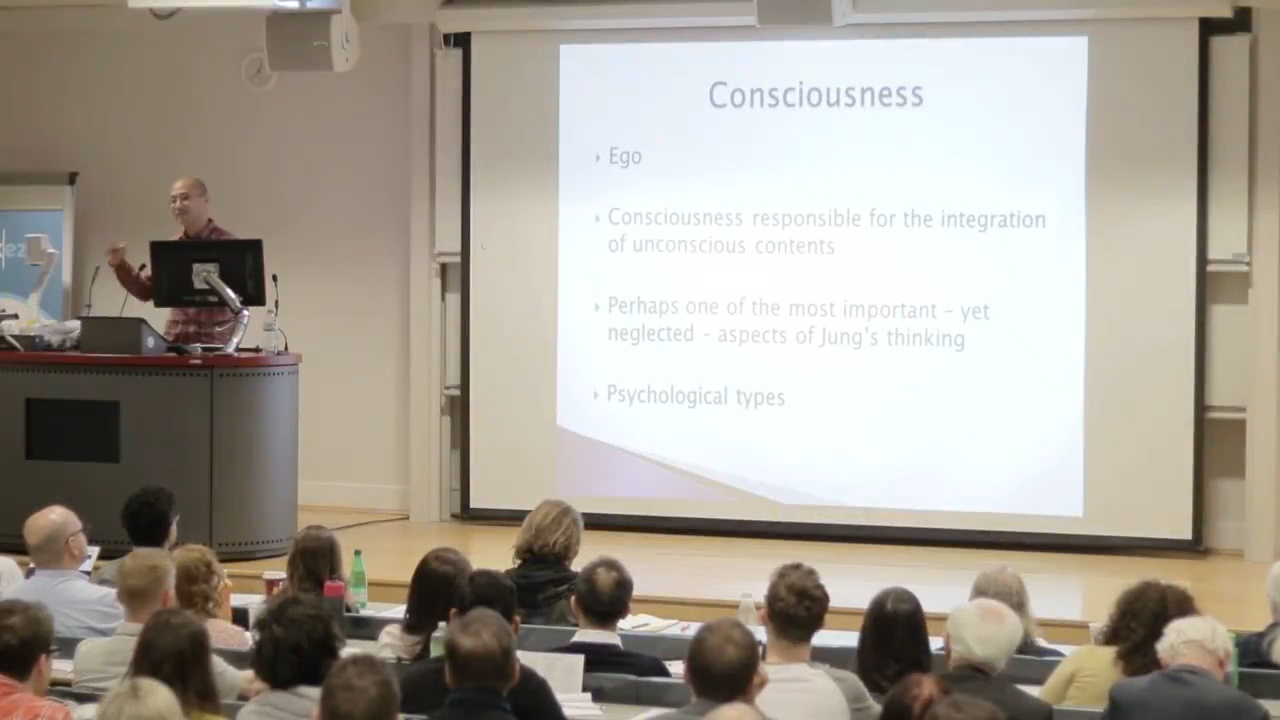 Consciousness
Ego
Consciousness responsible for the integration
of unconscious contents
Perhaps one of the most important – yet
neglected – aspects of Jung's thinking
Psychological types